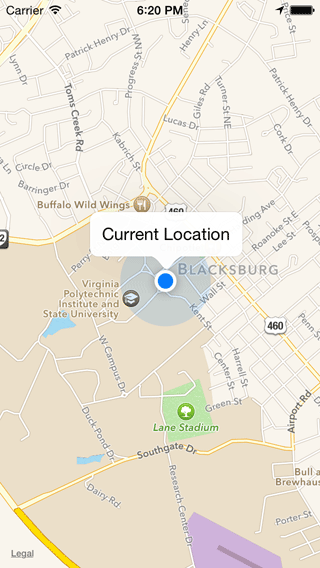 Carrier 6:20 PM
Lynn Dr
Patrick Henry Dr
Progress St NW
Henry Ln
Price St
Toms Creek Rd
Giles Rd
Turner St NE
Patrick Henry Dr
Lucas Dr
Cork Dr
Kabrich St
Circle Dr
Barringer Dr
Buffalo Wild Wings
460
Roanoke St E
Lee St
Current Location
Perry
BLACKSBURG
Virginia
Polytechnic
Institute and
State University
Wall St
Kent St
460
W Campus Dr
Center St
Harrell St
Green St
Airport Rd
Duck Pond Dr
Lane Stadium
Southgate Dr
Research Center Dr
Dairy Rd
Bull a
Brewhaus
Porter St
Legal